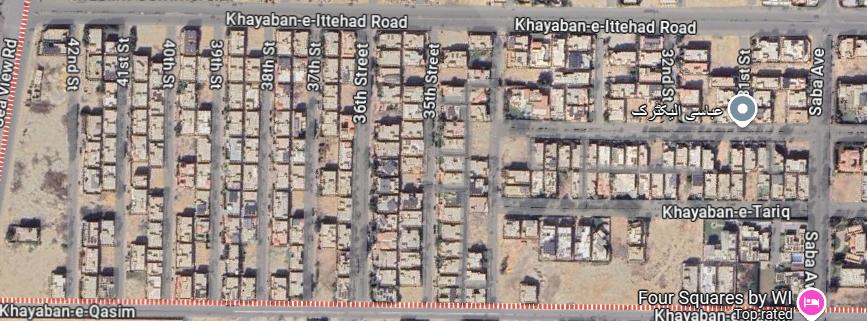 Khayaban-e-Ittehad Road
Khayaban-e-Ittehad Road
Sea View Rd
42nd St
41st St
40th St
39th St
38th St
37th St
36th Street
35th Street
32nd St
31st St
Saba Ave
عباسی الیکٹرک
Khayaban-e-Tariq
Saba Av
Four Squares by WI
Top rated
Khayaban-e-Qasim
Khayaban-e